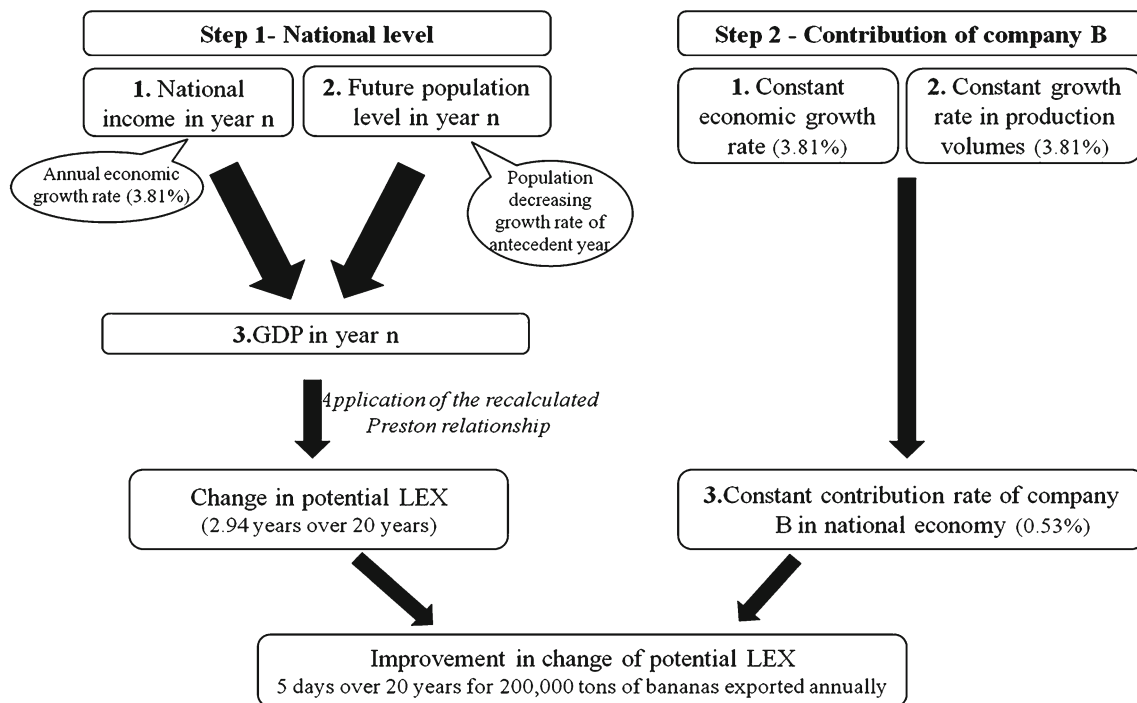 Step 1- National level
1. National
income in year n
2. Future population
level in year n
Annual economic
growth rate (3.81%)
Population
decreasing
growth rate of
antecedent year
3.GDP in year n
Application of the recalculated
Preston relationship
Change in potential LEX
(2.94 years over 20 years)
Step 2 - Contribution of company B
1. Constant
economic growth
rate (3.81%)
2. Constant growth
rate in production
volumes (3.81%)
3.Constant contribution rate of company
B in national economy (0.53%)
Improvement in change of potential LEX
5 days over 20 years for 200,000 tons of bananas exported annually